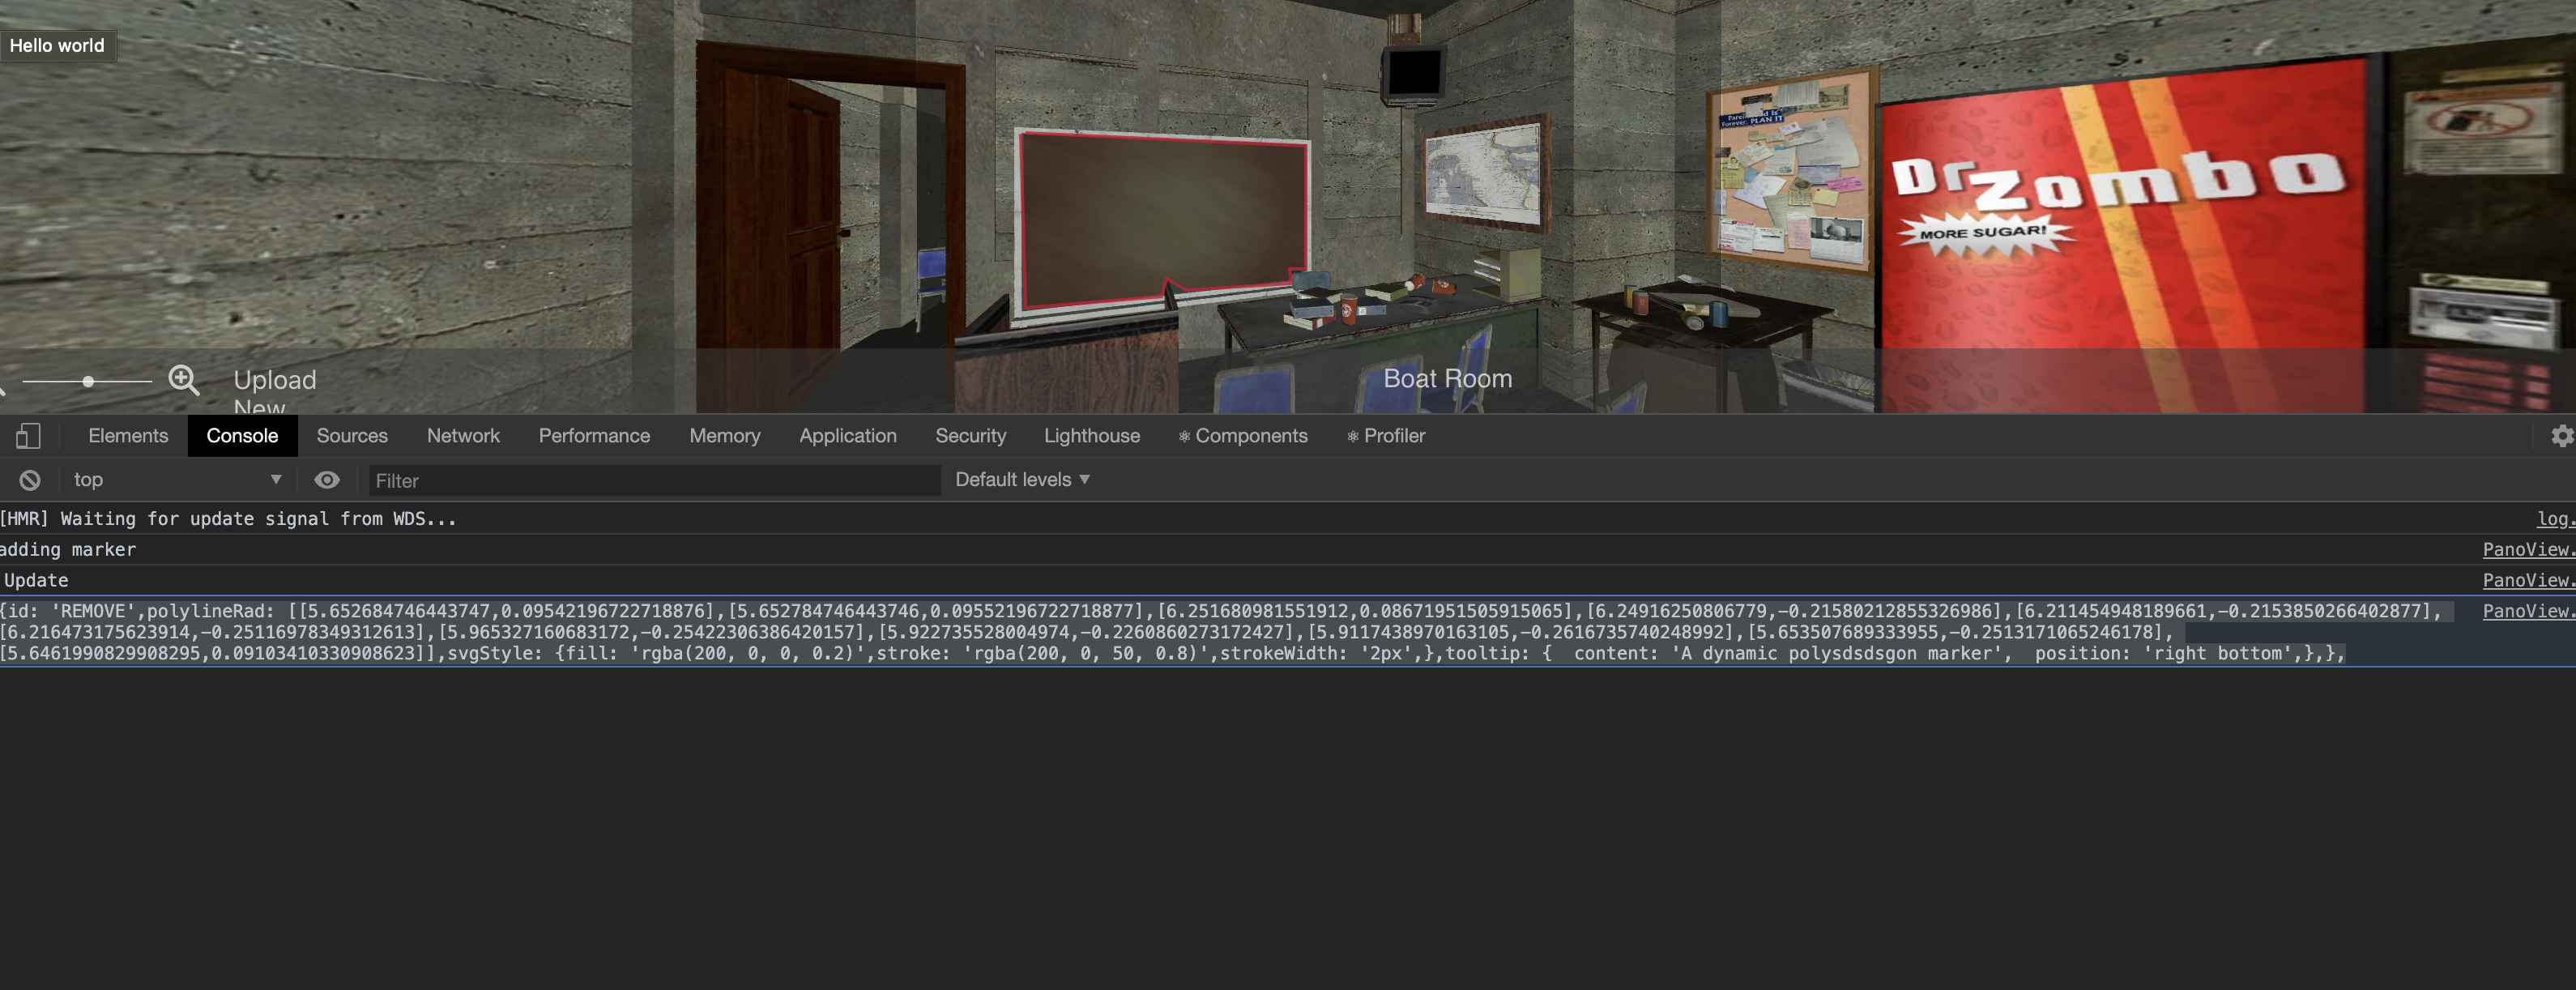 Hello world
Parenthood Is
Forever. PLAN IT
Dr Zombo
MORE SUGAR!
Upload
New
Boat Room
Elements Console Sources Network Performance Memory Application Security Lighthouse ⚛ Components ⚛ Profiler
top ▼ Filter Default levels ▼
[HMR] Waiting for update signal from WDS... log.
adding marker PanoView.
Update PanoView.
{id: 'REMOVE',polylineRad: [[5.652684746443747,0.09542196722718876],[5.652784746443746,0.09552196722718877],[6.251680981551912,0.08671951505915065],[6.24916250806779,-0.21580212855326986],[6.211454948189661,-0.2153850266402877], PanoView.
[6.216473175623914,-0.25116978349312613],[5.965327160683172,-0.25422306386420157],[5.922735528004974,-0.2260860273172427],[5.9117438970163105,-0.2616735740248992],[5.653507689333955,-0.2513171065246178],
[5.6461990829908295,0.09103410330908623]],svgStyle: {fill: 'rgba(200, 0, 0, 0.2)',stroke: 'rgba(200, 0, 50, 0.8)',strokeWidth: '2px',},tooltip: {  content: 'A dynamic polysdsdsgon marker',  position: 'right bottom',},},